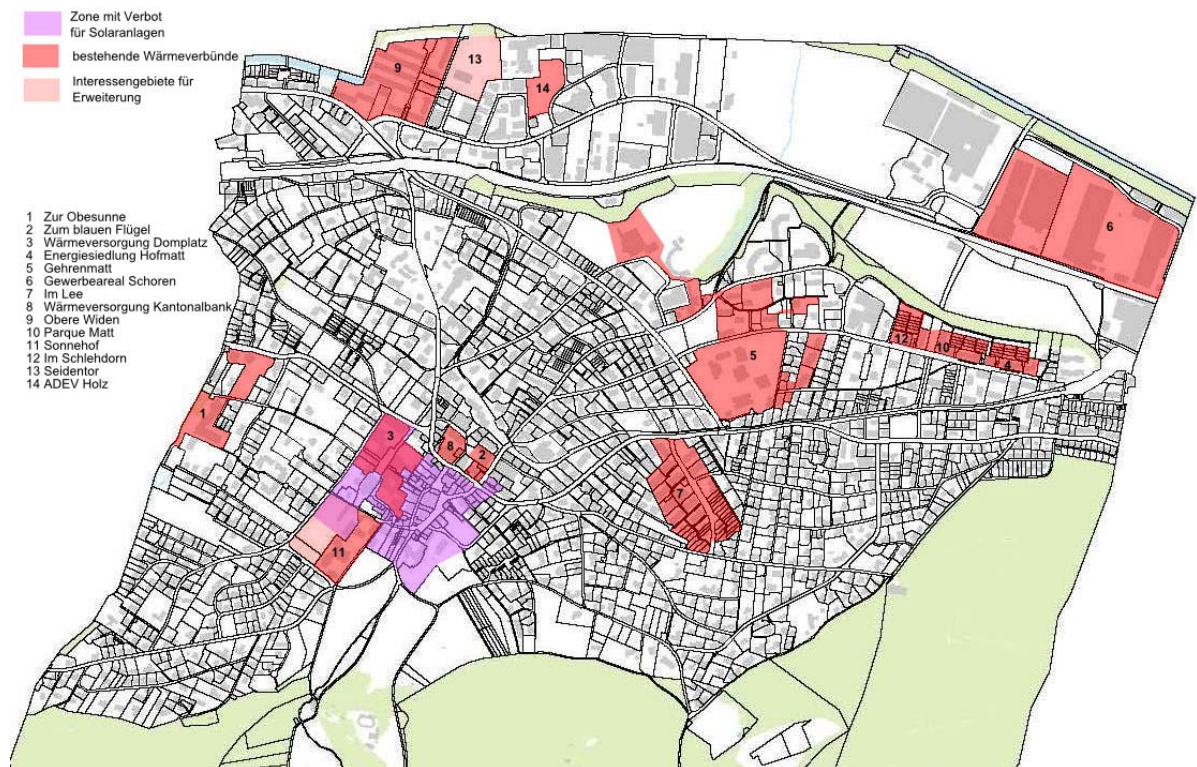 Zone mit Verbot
für Solaranlagen
bestehende Wärmeverbünde
Interessengebiete für
Erweiterung
1 Zur Obesunne
2 Zum blauen Flügel
3 Wärmeversorgung Domplatz
4 Energiesiedlung Hofmatt
5 Gehrenmatt
6 Gewerbeareal Schoren
7 Im Lee
8 Wärmeversorgung Kantonalbank
9 Obere Widen
10 Parque Matt
11 Sonnehof
12 Im Schlehdorn
13 Seidentor
14 ADEV Holz
9
13
14
6
12
10
4
5
1
3
8
2
7
11